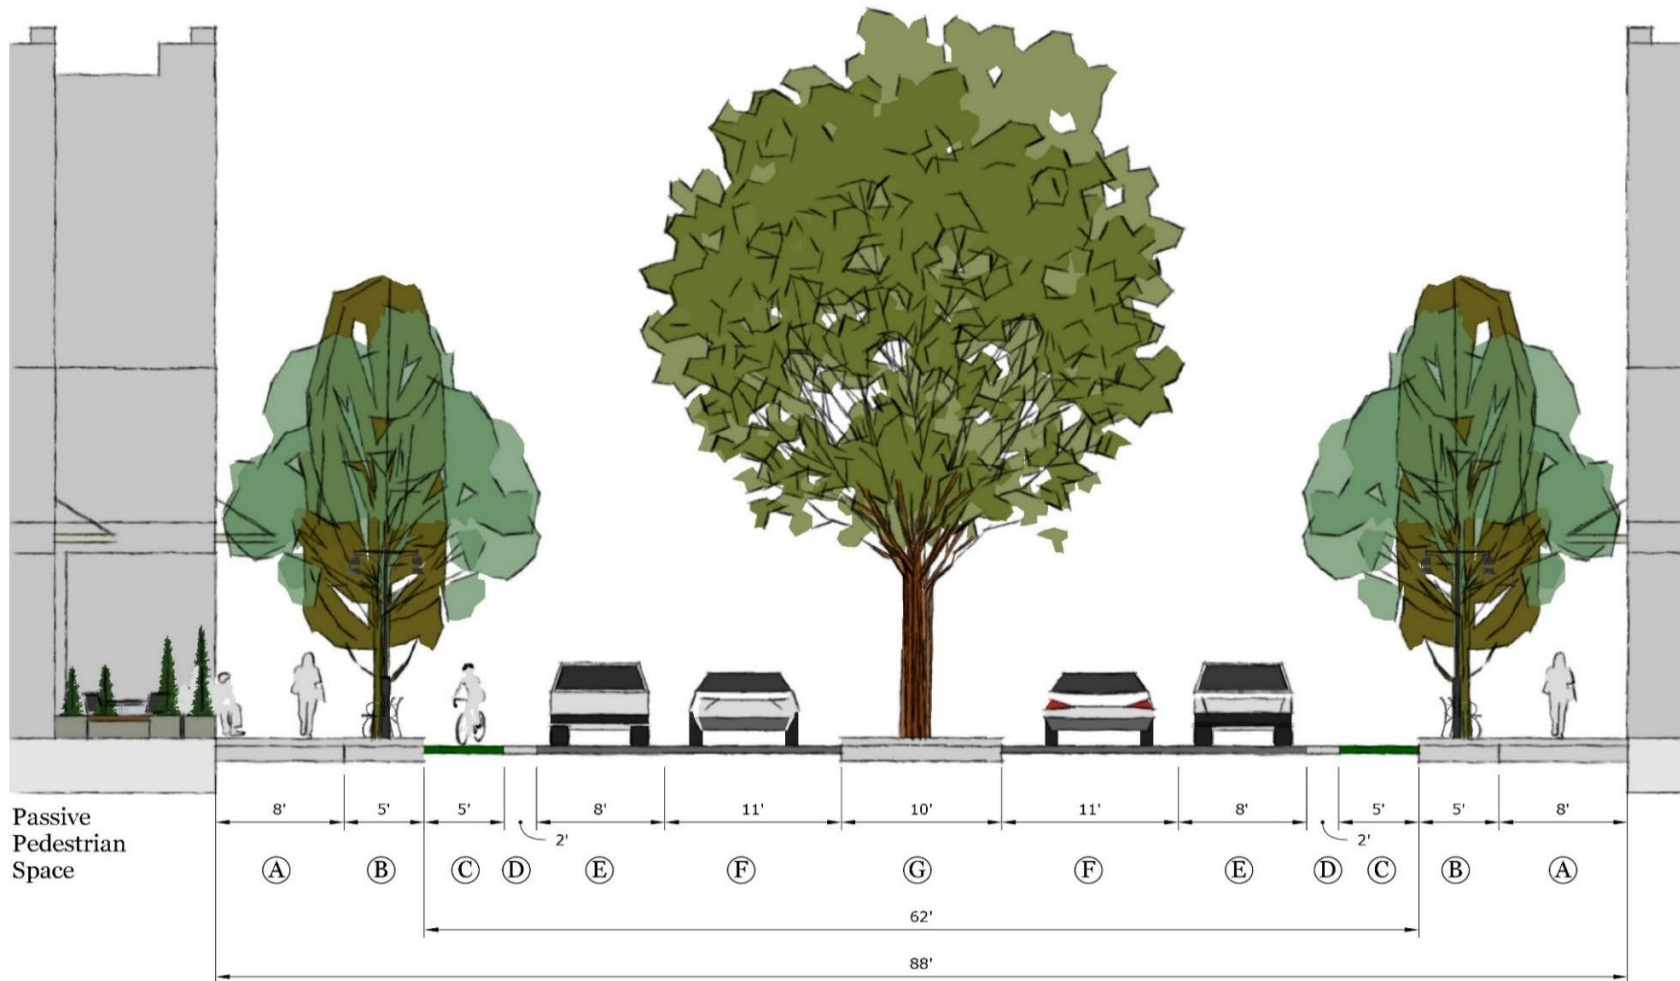 8' 5' 5' 8' 11' 10' 11' 8' 5' 5' 8'
2' 2'
Passive
Pedestrian
Space
A B C D E F G F E D C B A
62'
88'